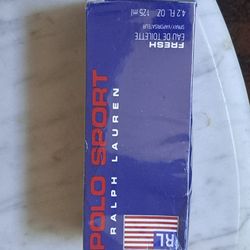 POLO SPORT
RALPH LAUREN
FRESH
EAU DE TOILETTE
SPRAY/VAPORISATEUR
4.2 FL. OZ. 125 ml
RL